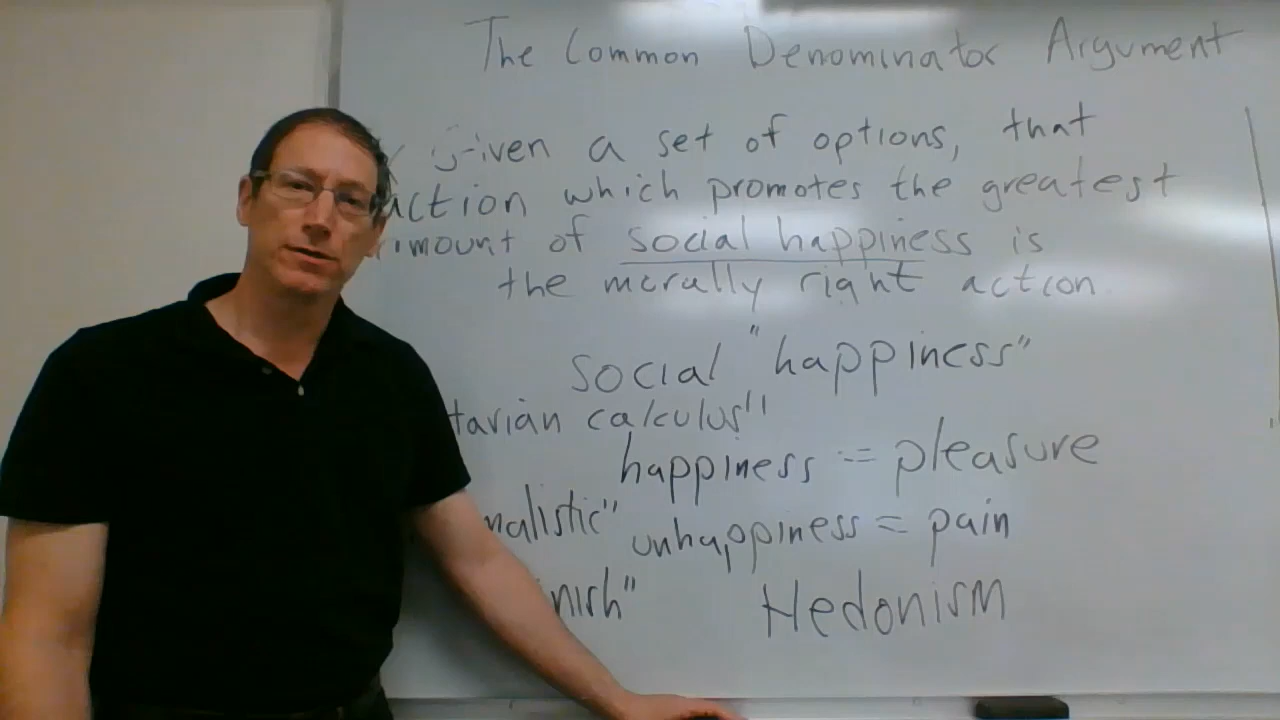 The Common Denominator Argument
Given a set of options, that
action which promotes the greatest
amount of social happiness is
the morally right action
social "happiness"
tarian calculus"
happiness = pleasure
nalistic"
unhappiness = pain
nish"
Hedonism